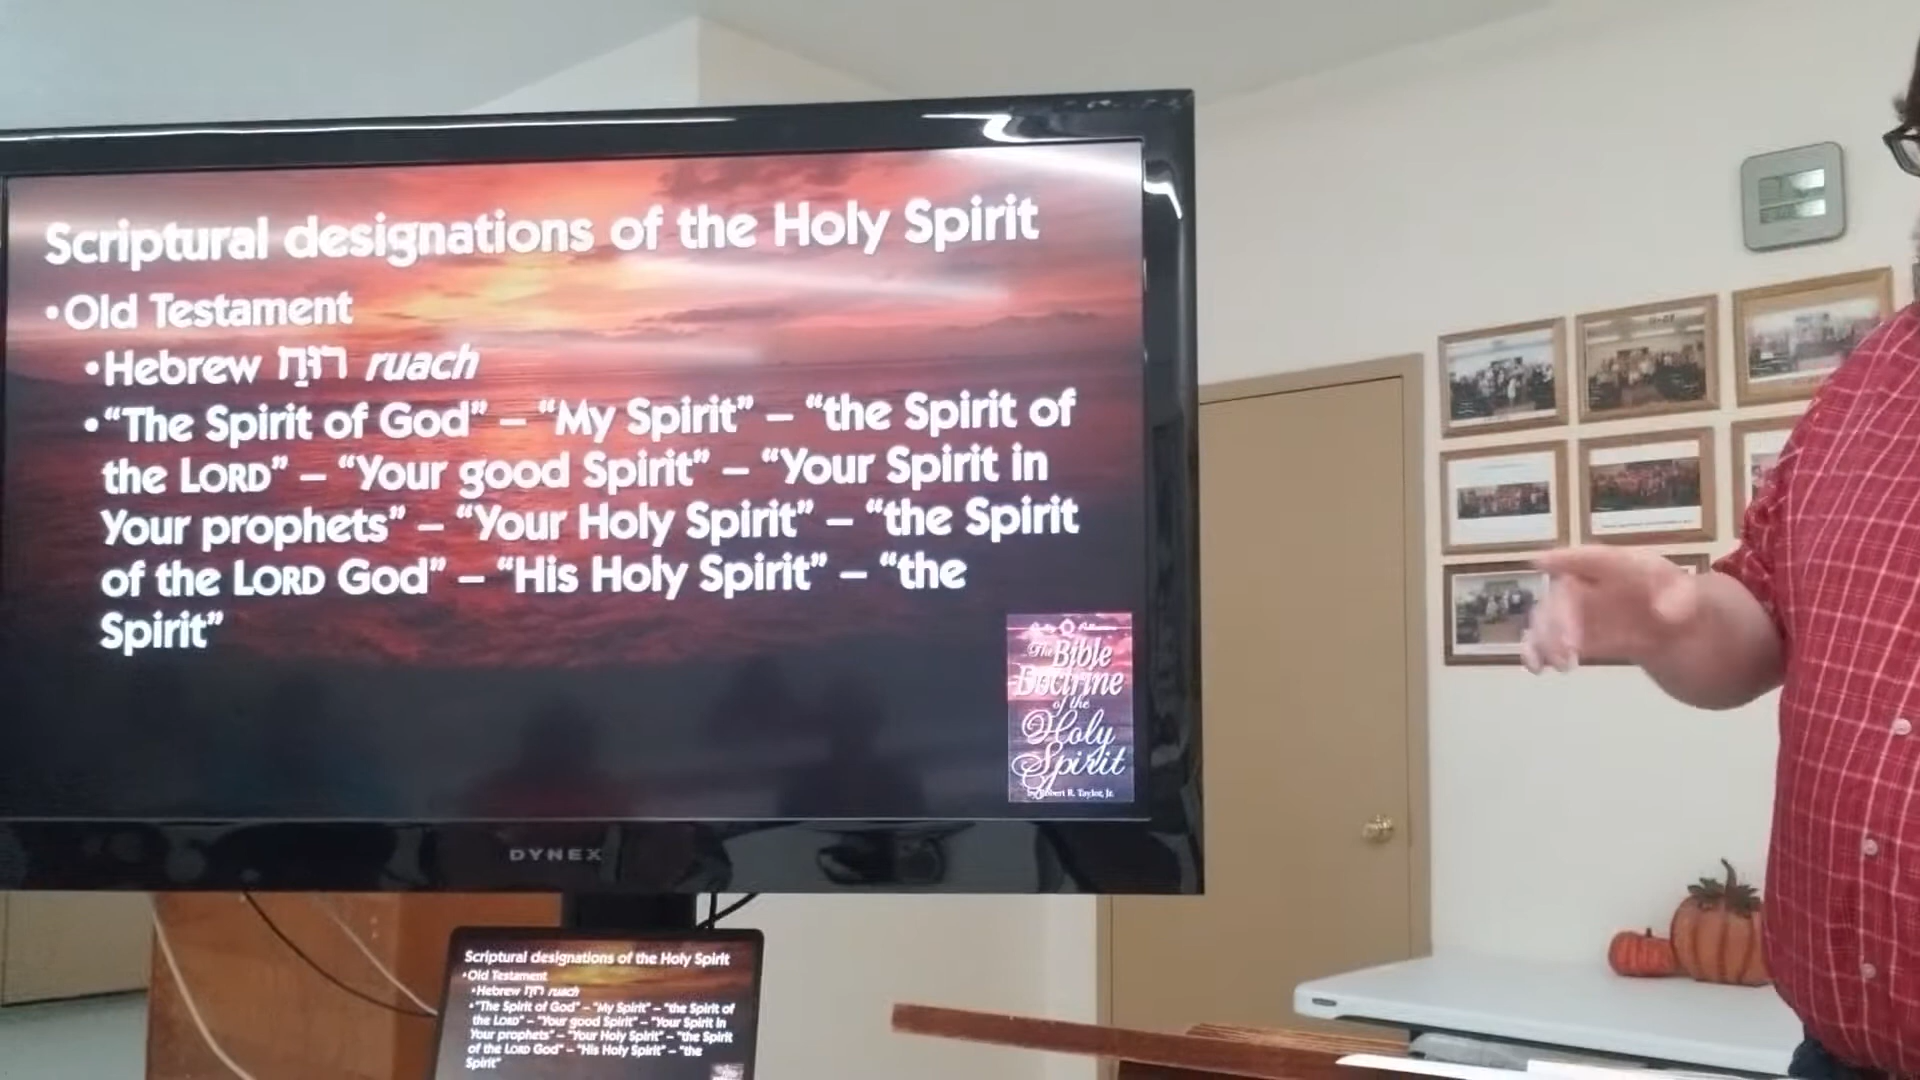 Scriptural designations of the Holy Spirit
•Old Testament
•Hebrew רוּחַ ruach
•“The Spirit of God” – “My Spirit” – “the Spirit of
the LORD” – “Your good Spirit” – “Your Spirit in
Your prophets” – “Your Holy Spirit” – “the Spirit
of the LORD God” – “His Holy Spirit” – “the
Spirit”
The Bible
Doctrine
of the
Holy
Spirit
by Robert R. Taylor, Jr.
DYNEX
Scriptural designations of the Holy Spirit
•Old Testament
•Hebrew רוּחַ ruach
•“The Spirit of God” – “My Spirit” – “the Spirit of
the LORD” – “Your good Spirit” – “Your Spirit in
Your prophets” – “Your Holy Spirit” – “the Spirit
of the LORD God” – “His Holy Spirit” – “the
Spirit”